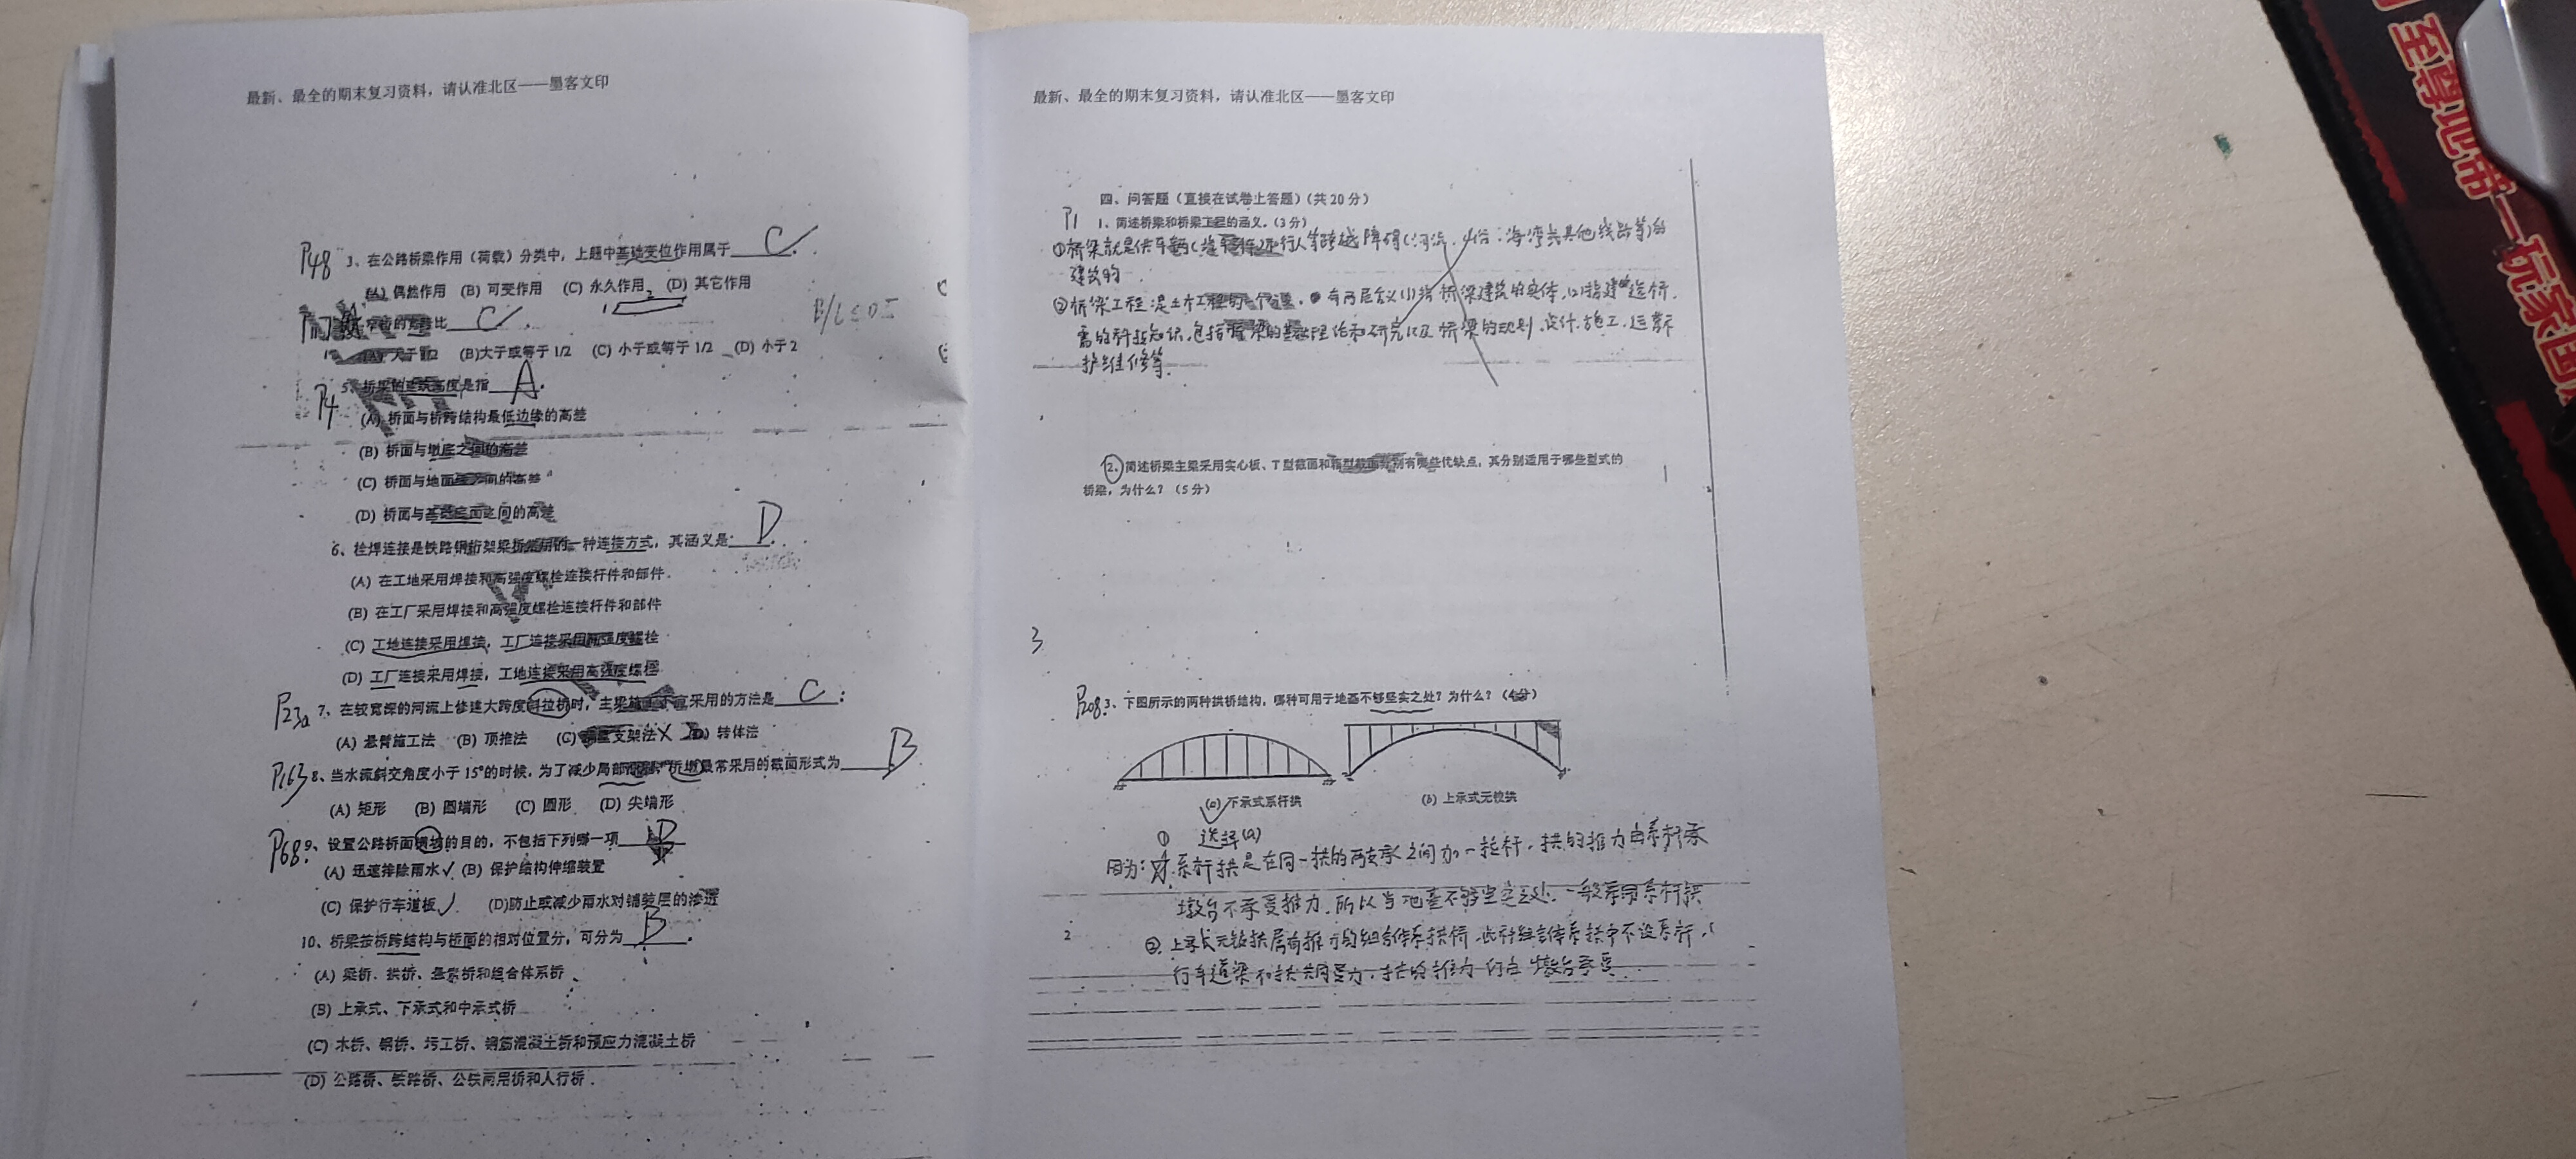 最新、最全的期末复习资料，请认准北区——墨客文印
P48 3、在公路桥梁作用（荷载）分类中，上题中基础变位作用属于 C .
(A) 偶然作用 (B) 可变作用 (C) 永久作用 (D) 其它作用
的宽跨比 C .
(A) 大于1/2 (B)大于或等于 1/2 (C) 小于或等于 1/2 (D) 小于2
P4 5、桥梁的建筑高度是指 A .
(A) 桥面与桥跨结构最低边缘的高差
(B) 桥面与墩底之间的高差
(C) 桥面与地面之间的高差
(D) 桥面与基础底面之间的高差
6、栓焊连接是铁路钢桁架梁桥常用的一种连接方式，其涵义是 D .
(A) 在工地采用焊接和高强度螺栓连接杆件和部件.
(B) 在工厂采用焊接和高强度螺栓连接杆件和部件
(C) 工地连接采用焊接，工厂连接采用高强度螺栓
(D) 工厂连接采用焊接，工地连接采用高强度螺栓
7、在较宽深的河流上修建大跨度斜拉桥时，主梁施工不宜采用的方法是 C ;
(A) 悬臂施工法 (B) 顶推法 (C) 支架法 (D) 转体法
P163 8、当水流斜交角度小于 15°的时候，为了减少局部 桥墩最常采用的截面形式为 B
(A) 矩形 (B) 圆端形 (C) 圆形 (D) 尖端形
P68 9、设置公路桥面横坡的目的，不包括下列哪一项
(A) 迅速排除雨水 (B) 保护结构伸缩装置
(C) 保护行车道板 (D)防止或减少雨水对铺装层的渗透
10、桥梁按桥跨结构与桥面的相对位置分，可分为 B .
(A) 梁桥、拱桥、悬索桥和组合体系桥
(B) 上承式、下承式和中承式桥
(C) 木桥、钢桥、圬工桥、钢筋混凝土桥和预应力混凝土桥
(D) 公路桥、铁路桥、公铁两用桥和人行桥.
最新、最全的期末复习资料，请认准北区——墨客文印
四、问答题（直接在试卷上答题）(共 20 分)
P1 1、简述桥梁和桥梁工程的涵义.（3 分）
①桥梁就是供车辆 行人等跨越障碍(河流、山谷、海湾或其他线路等)的
建筑物.
②桥梁工程 有两层含义(1)指桥梁建筑的实体，(2)指建造桥
需的科技知识，包括桥梁的基础理论和研究以及桥梁的规划、设计、施工、运营
护维修等.
2、简述桥梁主梁采用实心板、T 型截面和箱型截面分别有哪些优缺点，其分别适用于哪些型式的
桥梁，为什么？（5 分）
3
P208 3、下图所示的两种拱桥结构，哪种可用于地基不够坚实之处？为什么？（4分）
(a) 下承式系杆拱 (b) 上承式无铰拱
① 选择(a)
因为：系杆拱是在同一拱的两支承之间加一拉杆，拱的推力由系杆承
墩台不承受推力，所以当地基不够坚实之处，一般采用系杆拱
2
② 上承式无铰拱属有推力的组合体系拱桥，此种组合体系拱中不设系杆，
行车道梁和拱共同受力，拱的推力 由 墩台承受